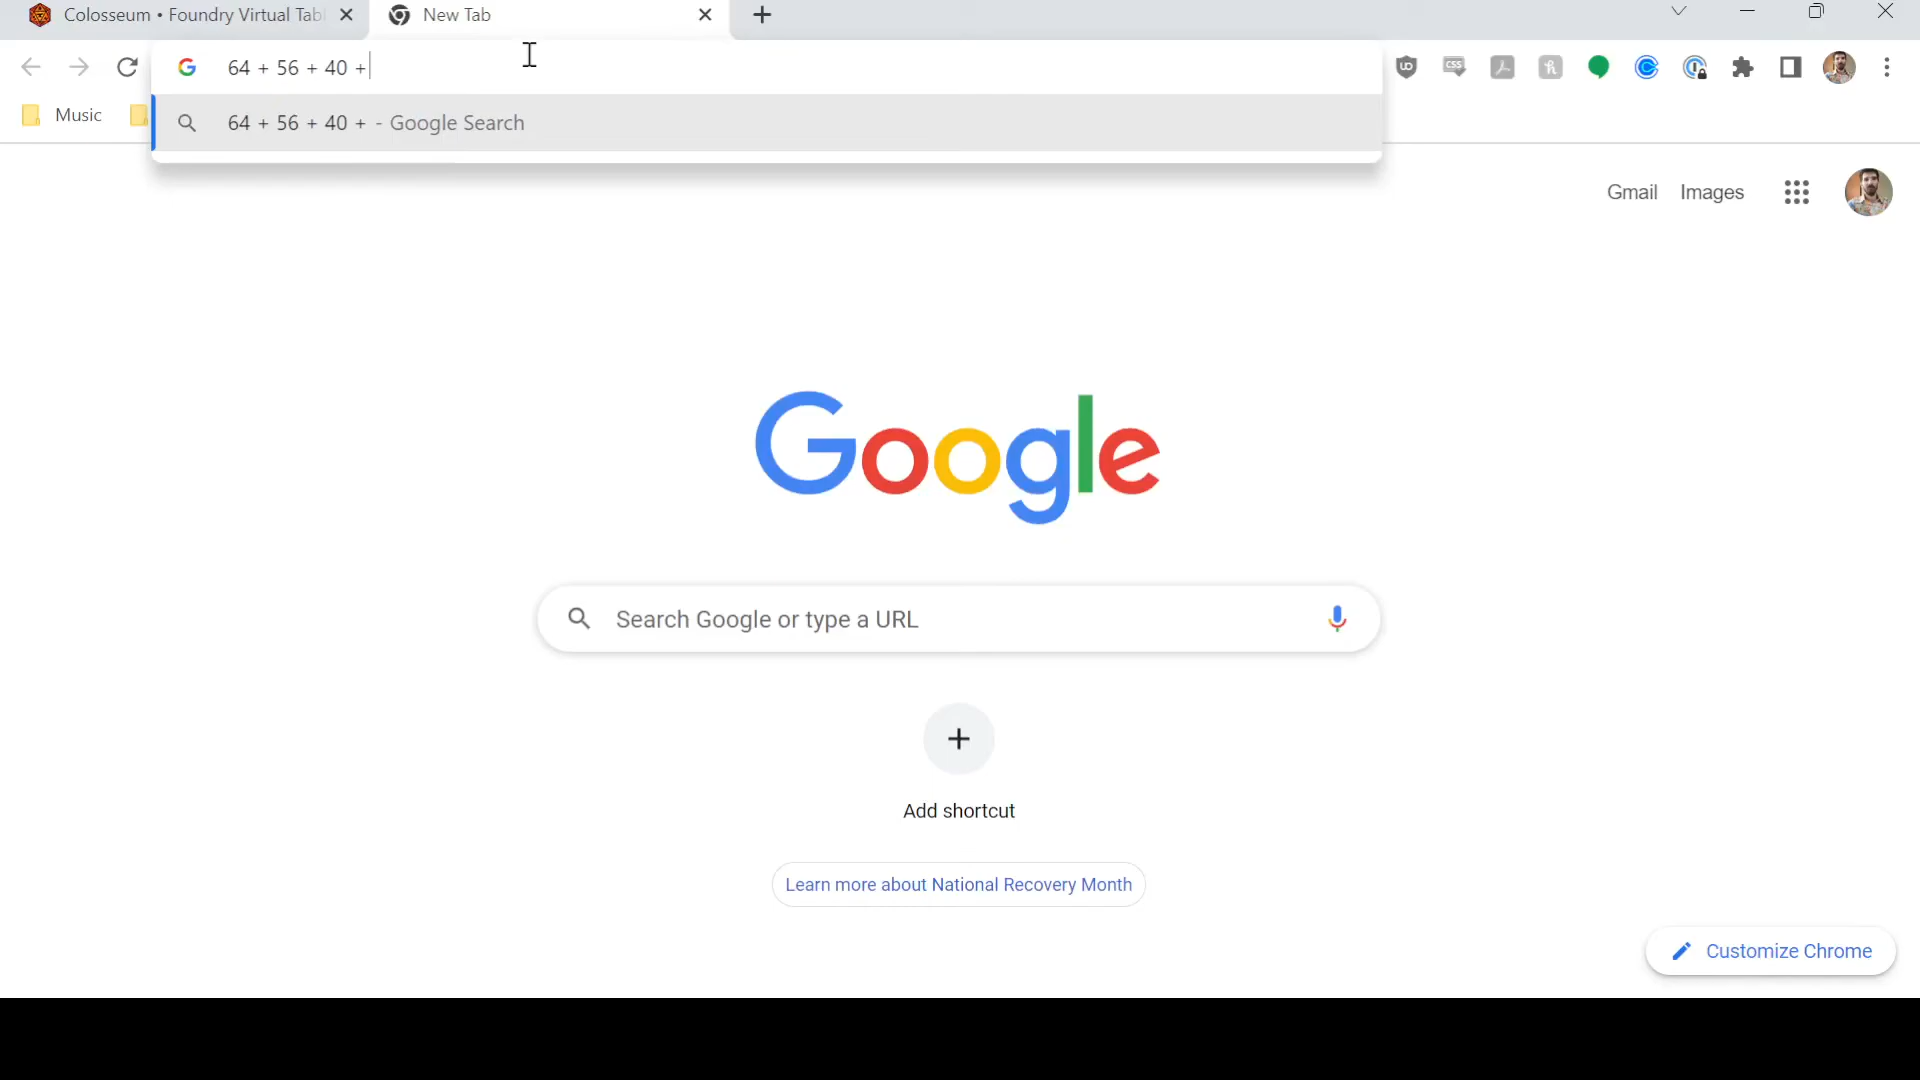 Colosseum • Foundry Virtual Tab
New Tab
64 + 56 + 40 +
Music
64 + 56 + 40 + - Google Search
Gmail Images
Google
Search Google or type a URL
Add shortcut
Learn more about National Recovery Month
Customize Chrome